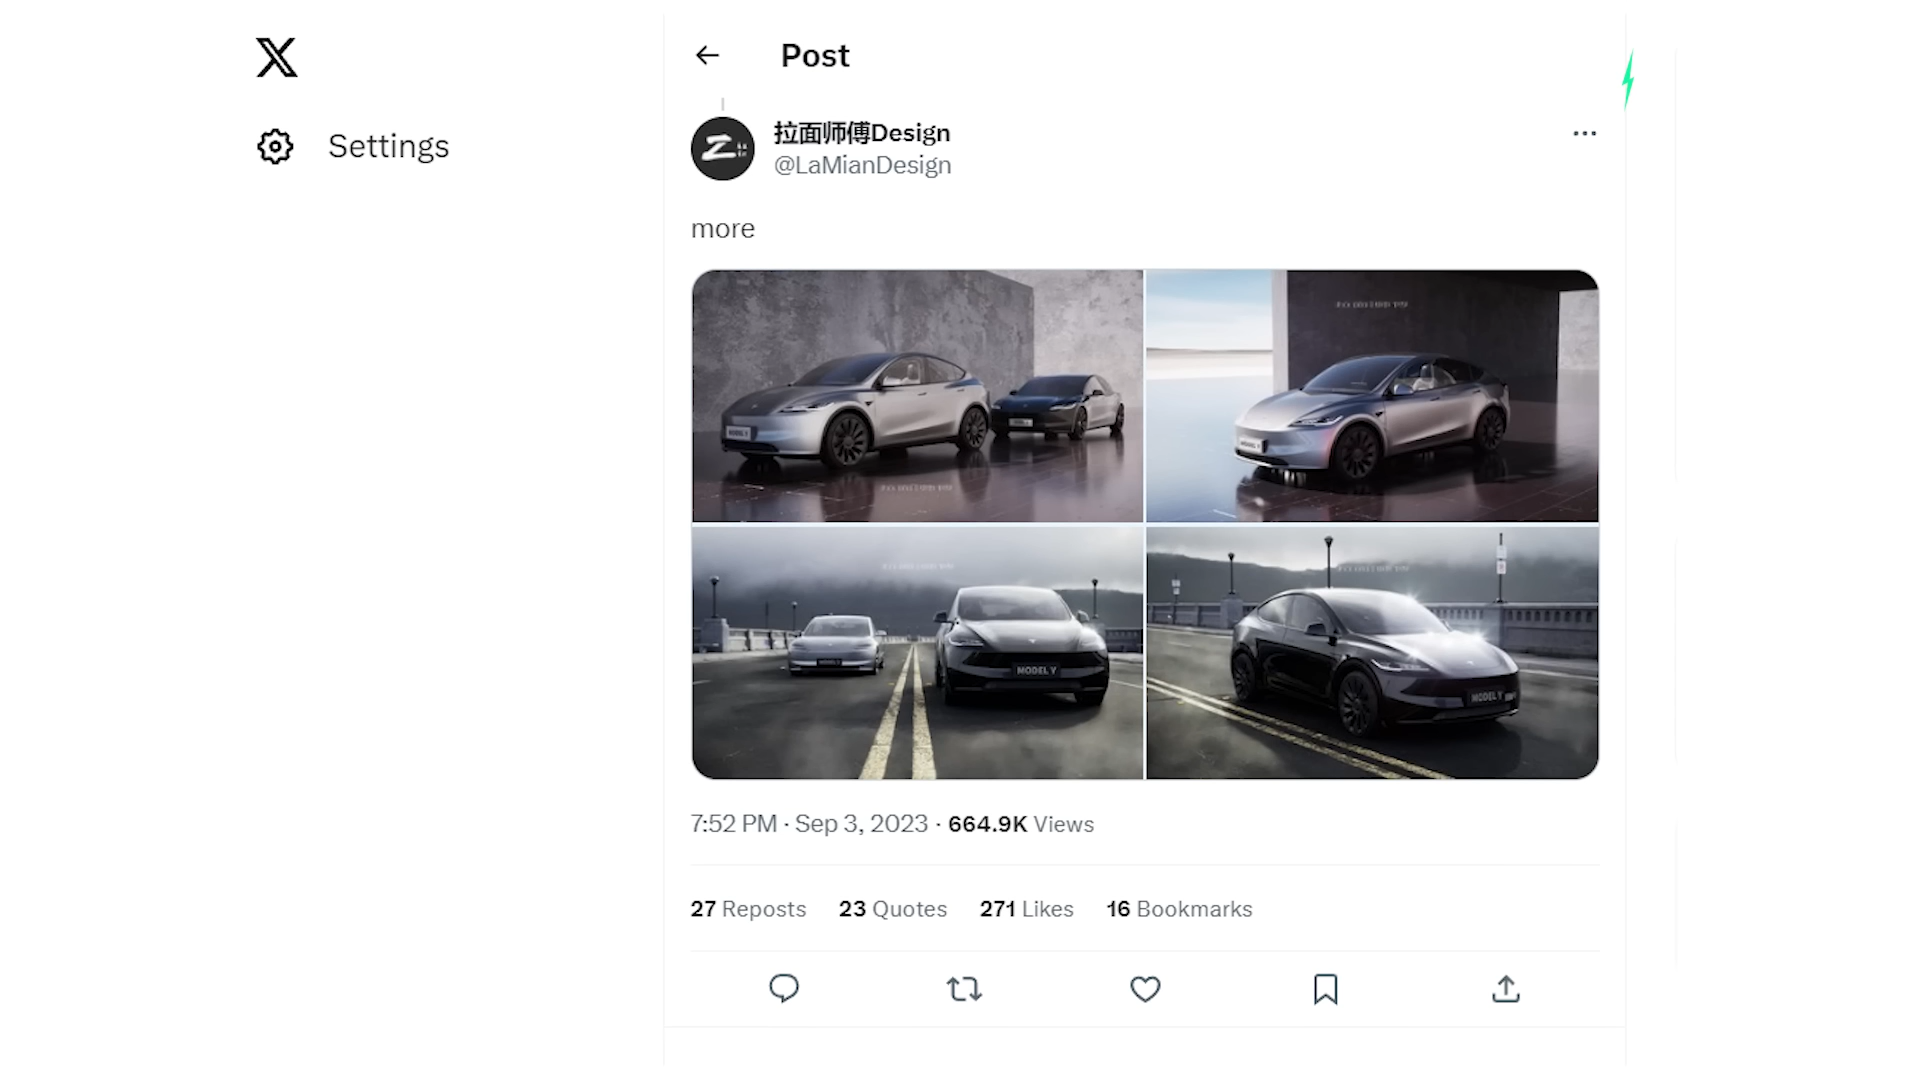 Post
Settings
拉面师傅Design
@LaMianDesign
more
MODEL Y
MODEL Y
MODEL Y
7:52 PM · Sep 3, 2023 · 664.9K Views
27 Reposts 23 Quotes 271 Likes 16 Bookmarks